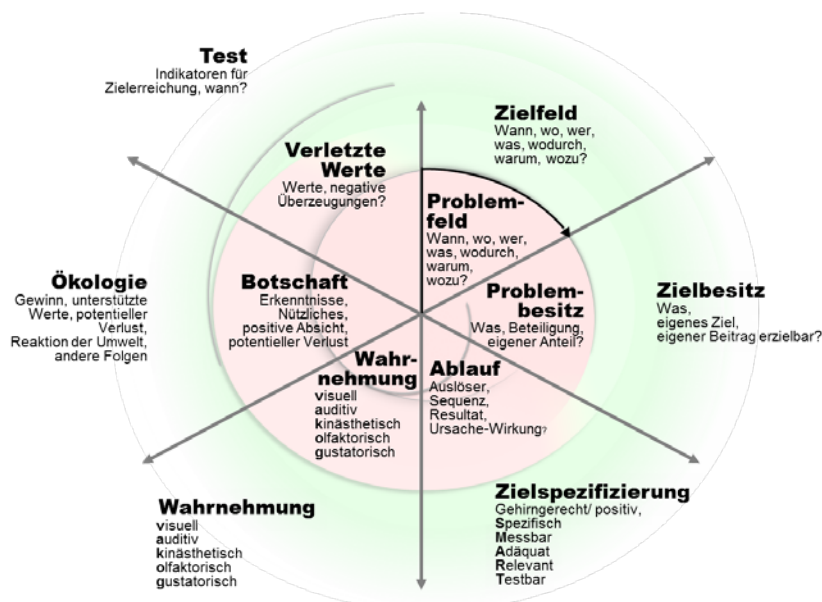 Test
Indikatoren für
Zielerreichung, wann?
Zielfeld
Wann, wo, wer,
was, wodurch,
warum, wozu?
Verletzte
Werte
Werte, negative
Überzeugungen?
Problem-
feld
Wann, wo, wer,
was, wodurch,
warum,
wozu?
Ökologie
Gewinn, unterstützte
Werte, potentieller
Verlust,
Reaktion der Umwelt,
andere Folgen
Botschaft
Erkenntnisse,
Nützliches,
positive Absicht,
potentieller Verlust
Problem-
besitz
Was, Beteiligung,
eigener Anteil?
Zielbesitz
Was,
eigenes Ziel,
eigener Beitrag erzielbar?
Wahr-
nehmung
visuell
auditiv
kinästhetisch
olfaktorisch
gustatorisch
Ablauf
Auslöser,
Sequenz,
Resultat,
Ursache-Wirkung?
Wahrnehmung
visuell
auditiv
kinästhetisch
olfaktorisch
gustatorisch
Zielspezifizierung
Gehirngerecht/ positiv,
Spezifisch
Messbar
Adäquat
Relevant
Testbar